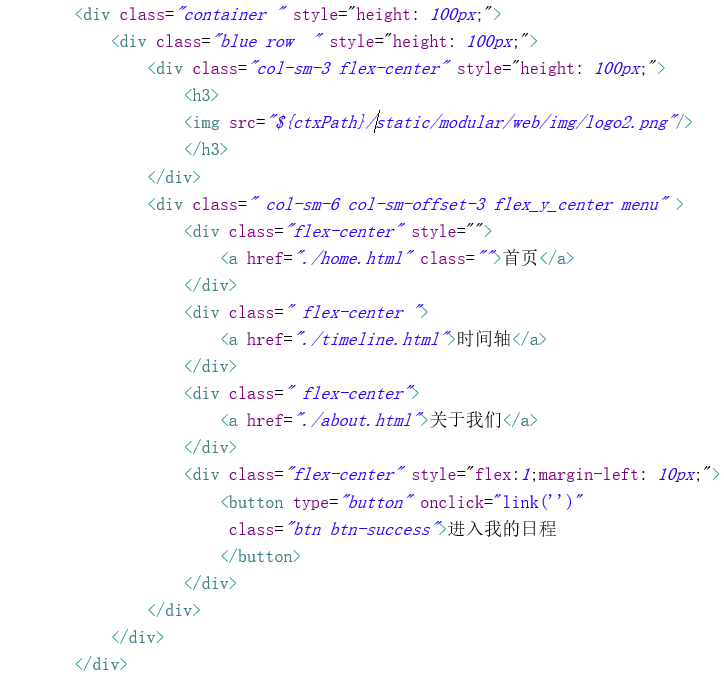 <div class="container " style="height: 100px;">
<div class="blue row  " style="height: 100px;">
<div class="col-sm-3 flex-center" style="height: 100px;">
<h3>
<img src="${ctxPath}/static/modular/web/img/logo2.png"/>
</h3>
</div>
<div class=" col-sm-6 col-sm-offset-3 flex_y_center menu" >
<div class="flex-center" style="">
<a href="./home.html" class="">首页</a>
</div>
<div class=" flex-center ">
<a href="./timeline.html">时间轴</a>
</div>
<div class=" flex-center">
<a href="./about.html">关于我们</a>
</div>
<div class="flex-center" style="flex:1;margin-left: 10px;">
<button type="button" onclick="link('')"
class="btn btn-success">进入我的日程
</button>
</div>
</div>
</div>
</div>